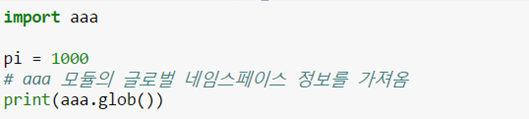 import aaa
pi = 1000
# aaa 모듈의 글로벌 네임스페이스 정보를 가져옴
print(aaa.glob())